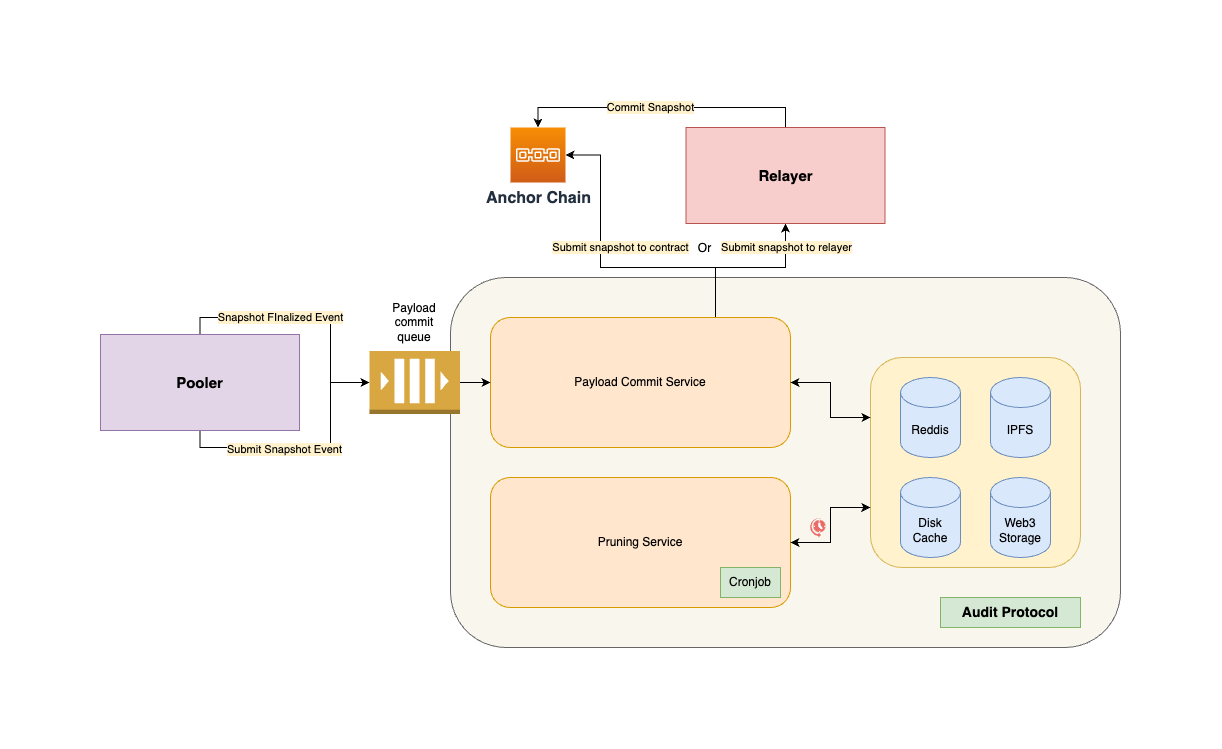 Commit Snapshot
Anchor Chain
Relayer
Submit snapshot to contract Or Submit snapshot to relayer
Payload
commit
queue
Snapshot FInalized Event
Pooler
Submit Snapshot Event
Payload Commit Service
Reddis
IPFS
Disk
Cache
Web3
Storage
Pruning Service
Cronjob
Audit Protocol